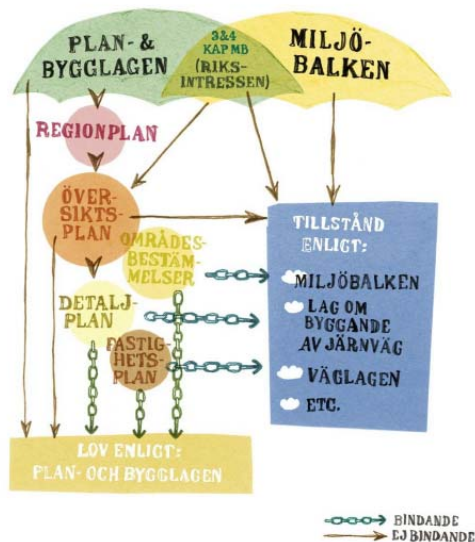 PLAN- &
BYGGLAGEN
3&4
KAP MB
(RIKS-
INTRESSEN)
MILJÖ-
BALKEN
REGIONPLAN
ÖVER-
SIKTS-
PLAN
OMRÅDES-
BESTÄM-
MELSER
DETALJ-
PLAN
FASTIG-
HETS-
PLAN
TILLSTÅND
ENLIGT:
MILJÖBALKEN
LAG OM
BYGGANDE
AV JÄRNVÄG
VÄGLAGEN
ETC.
LOV ENLIGT:
PLAN- OCH BYGGLAGEN
BINDANDE
EJ BINDANDE